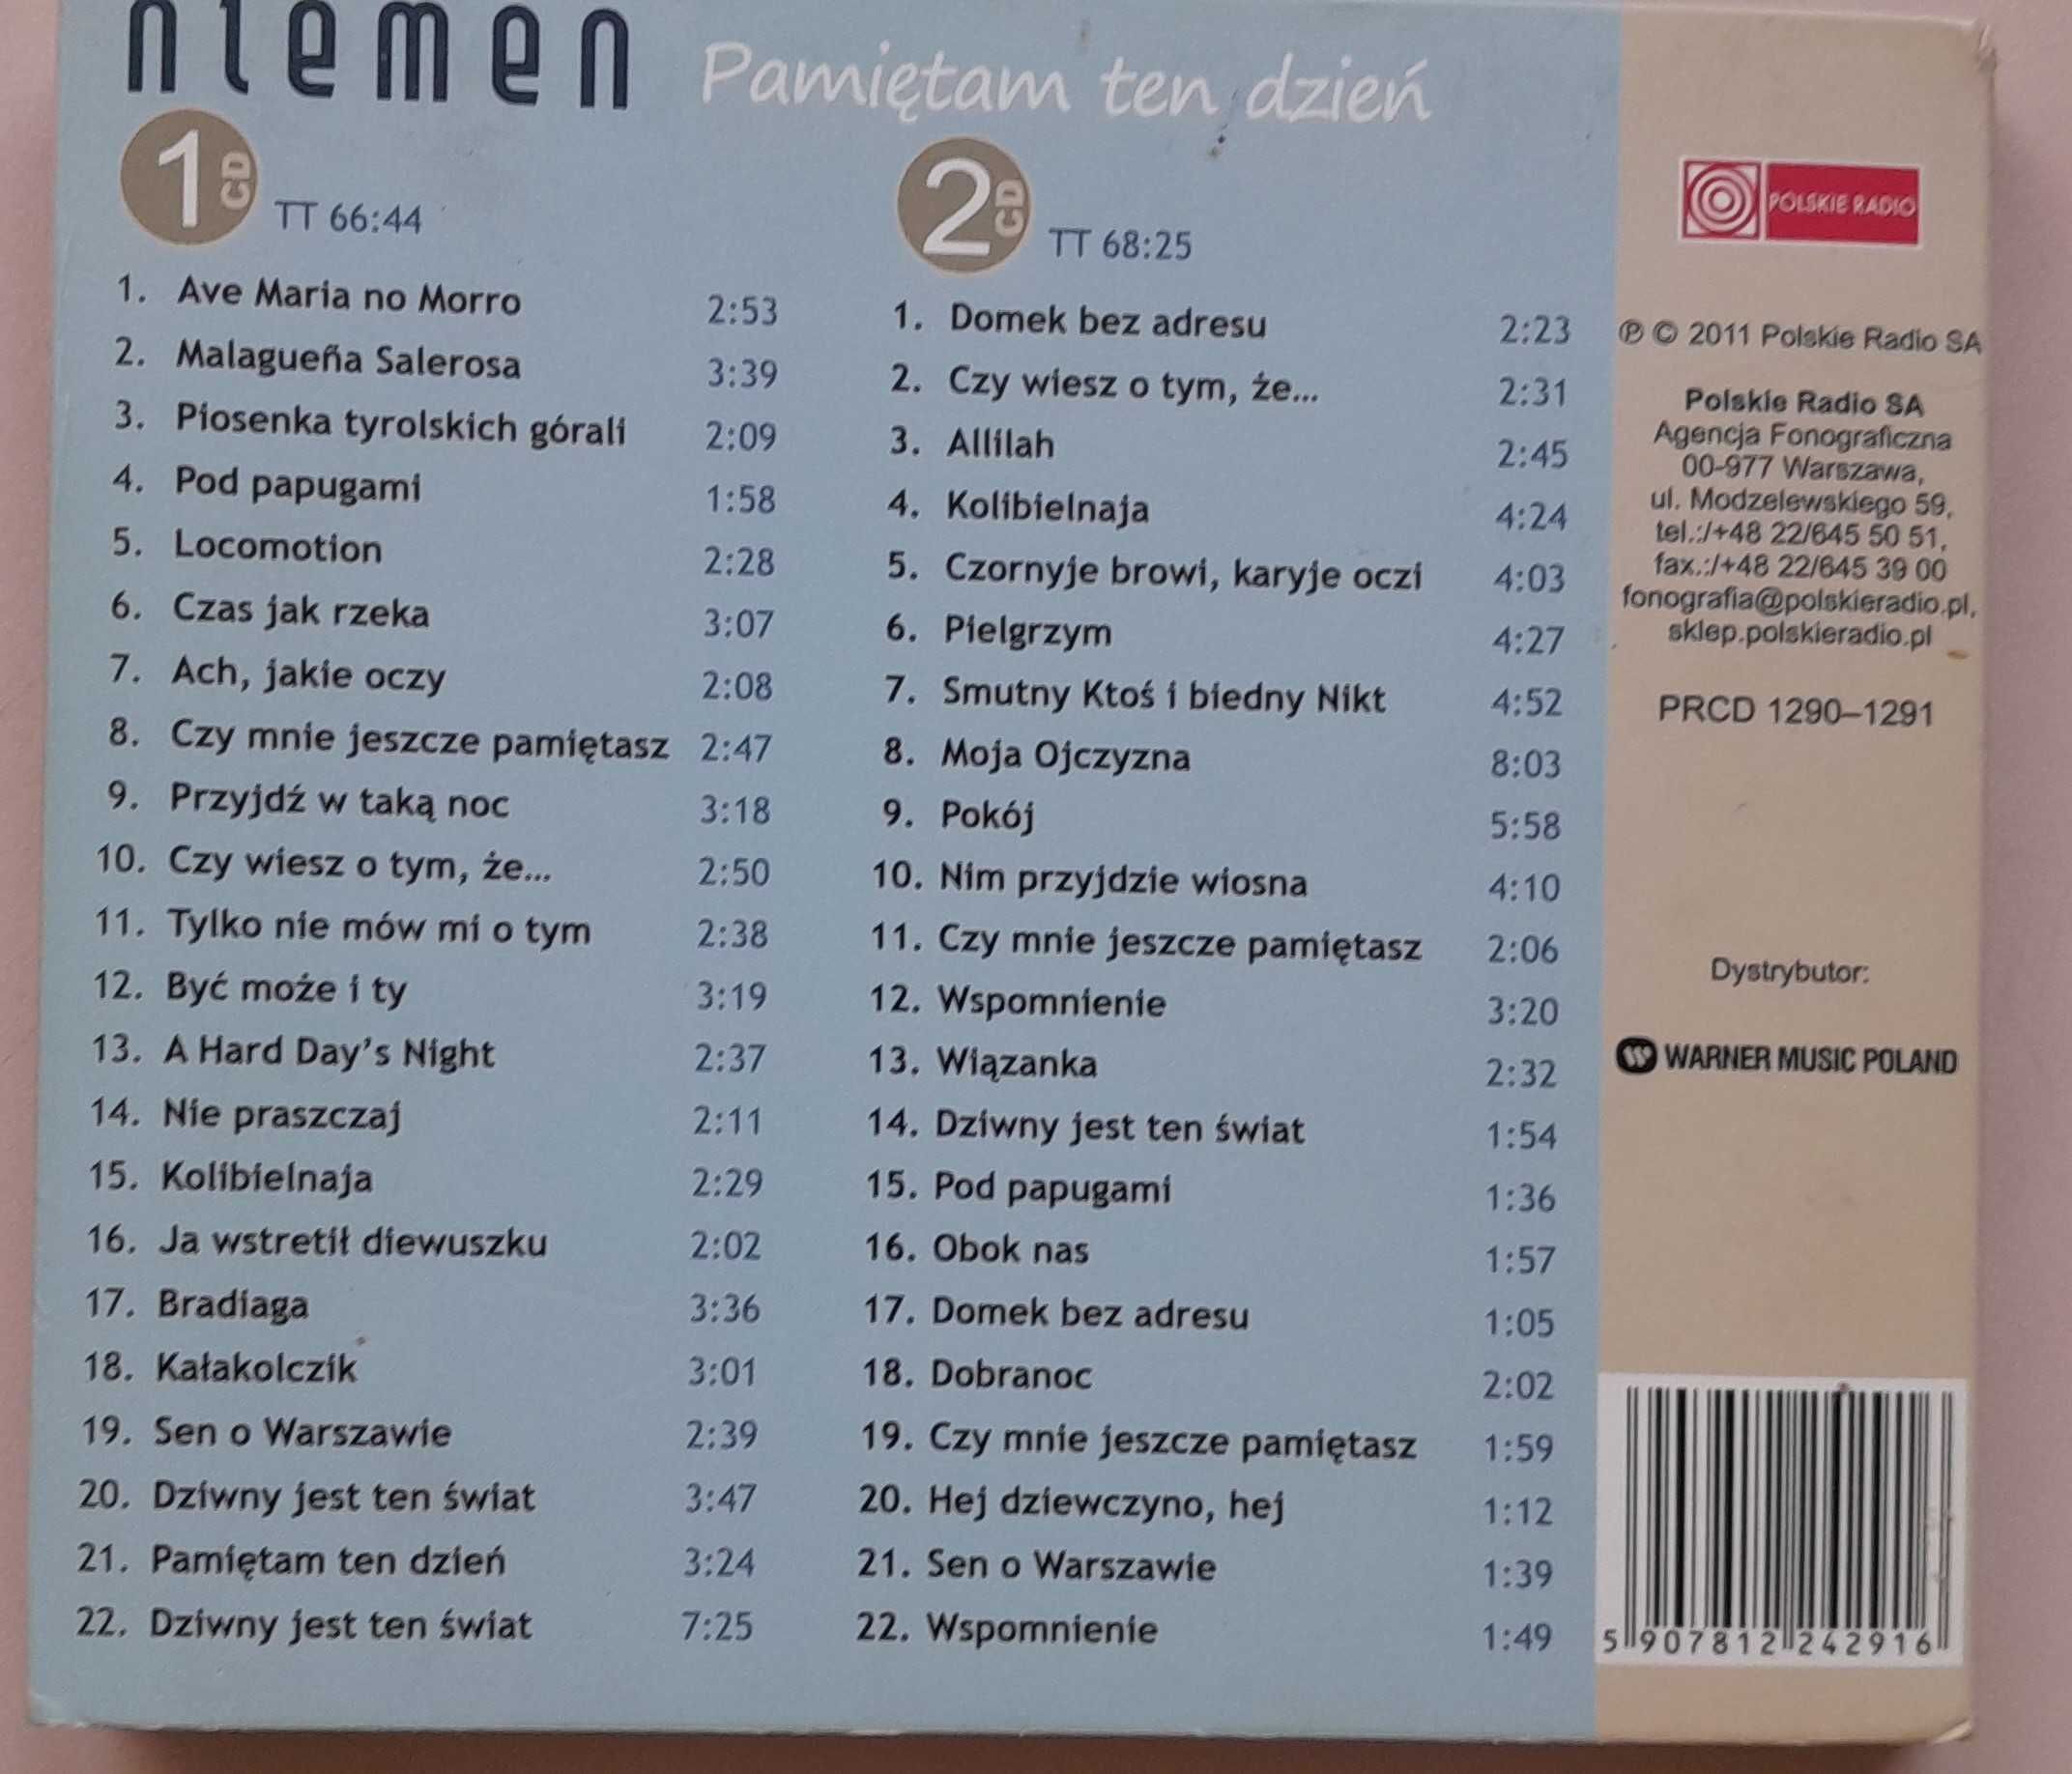 niemen Pamiętam ten dzień
1 CD TT 66:44
1. Ave Maria no Morro 2:53
2. Malagueña Salerosa 3:39
3. Piosenka tyrolskich górali 2:09
4. Pod papugami 1:58
5. Locomotion 2:28
6. Czas jak rzeka 3:07
7. Ach, jakie oczy 2:08
8. Czy mnie jeszcze pamiętasz 2:47
9. Przyjdź w taką noc 3:18
10. Czy wiesz o tym, że... 2:50
11. Tylko nie mów mi o tym 2:38
12. Być może i ty 3:19
13. A Hard Day's Night 2:37
14. Nie praszczaj 2:11
15. Kolibielnaja 2:29
16. Ja wstretił diewuszku 2:02
17. Bradiaga 3:36
18. Kałakolczik 3:01
19. Sen o Warszawie 2:39
20. Dziwny jest ten świat 3:47
21. Pamiętam ten dzień 3:24
22. Dziwny jest ten świat 7:25
2 CD TT 68:25
1. Domek bez adresu 2:23
2. Czy wiesz o tym, że... 2:31
3. Allilah 2:45
4. Kolibielnaja 4:24
5. Czornyje browi, karyje oczi 4:03
6. Pielgrzym 4:27
7. Smutny Ktoś i biedny Nikt 4:52
8. Moja Ojczyzna 8:03
9. Pokój 5:58
10. Nim przyjdzie wiosna 4:10
11. Czy mnie jeszcze pamiętasz 2:06
12. Wspomnienie 3:20
13. Wiązanka 2:32
14. Dziwny jest ten świat 1:54
15. Pod papugami 1:36
16. Obok nas 1:57
17. Domek bez adresu 1:05
18. Dobranoc 2:02
19. Czy mnie jeszcze pamiętasz 1:59
20. Hej dziewczyno, hej 1:12
21. Sen o Warszawie 1:39
22. Wspomnienie 1:49
POLSKIE RADIO
℗ © 2011 Polskie Radio SA
Polskie Radio SA
Agencja Fonograficzna
00-977 Warszawa,
ul. Modzelewskiego 59,
tel.:/+48 22/645 50 51,
fax.:/+48 22/645 39 00
fonografia@polskieradio.pl,
sklep.polskieradio.pl
PRCD 1290–1291
Dystrybutor:
WARNER MUSIC POLAND
5 907812 242916